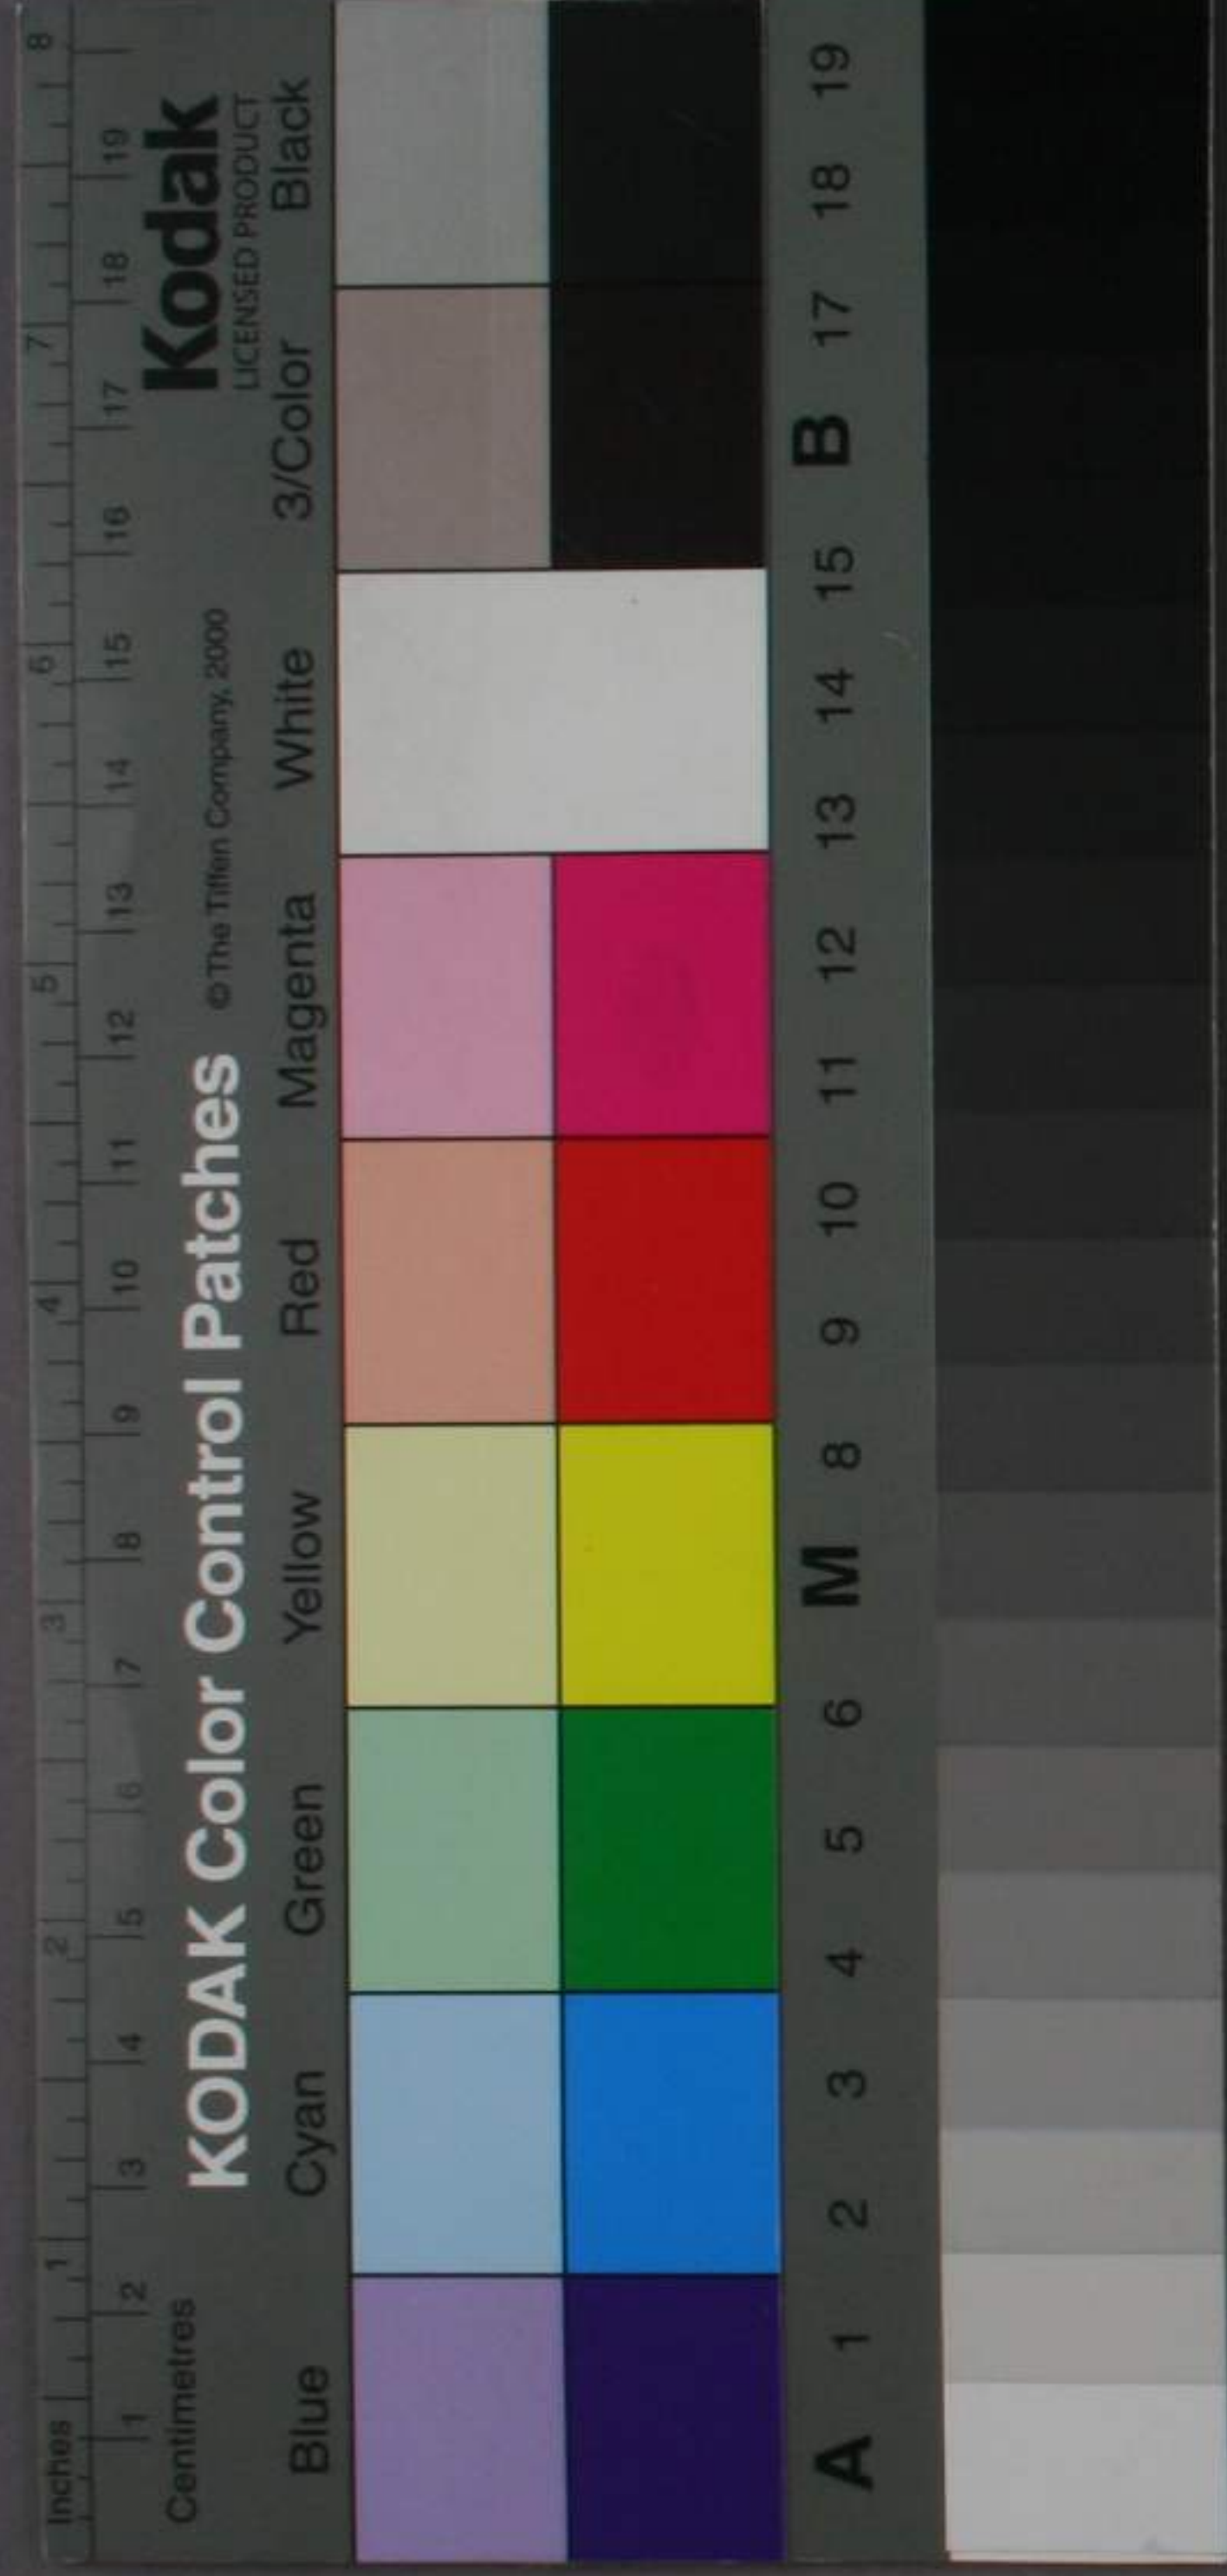 Inches 1 2 3 4 5 6 7 8
Centimetres 1 2 3 4 5 6 7 8 9 10 11 12 13 14 15 16 17 18 19
KODAK Color Control Patches © The Tiffen Company, 2000 Kodak
LICENSED PRODUCT
Blue Cyan Green Yellow Red Magenta White 3/Color Black
A 1 2 3 4 5 6 M 8 9 10 11 12 13 14 15 B 17 18 19